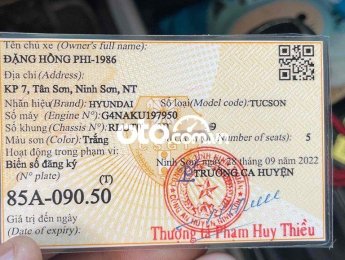 Tên chủ xe (Owner's full name):
ĐẶNG HỒNG PHI-1986
Địa chỉ (Address):
KP 7, Tân Sơn, Ninh Sơn, NT
Nhãn hiệu(Brand): HYUNDAI Số loại(Model code):TUCSON
Số máy (Engine N°): G4NAKU197950
Số khung (Chassis N°):
Màu sơn (Color): Trắng number of seats): 5
Hoạt động trong phạm vi:
Biển số đăng ký Ninh Sơn, ngày 28 tháng 09 năm 2022
(N° plate) (T) TRƯỞNG CA HUYỆN
85A-090.50
Giá trị đến ngày
(Date of expiry): Thượng tá Phạm Huy Thiều